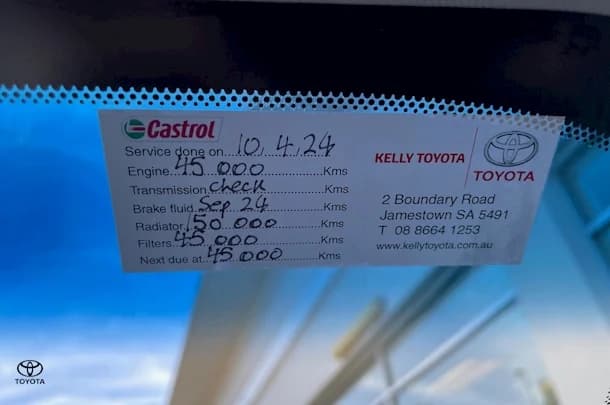 Castrol
Service done on 10.4.24
Engine 45 000 Kms
Transmission check Kms
Brake fluid Sep 24 Kms
Radiator 150 000 Kms
Filters 45 000 Kms
Next due at 45 000 Kms
KELLY TOYOTA
TOYOTA
2 Boundary Road
Jamestown SA 5491
T 08 8664 1253
www.kellytoyota.com.au
TOYOTA